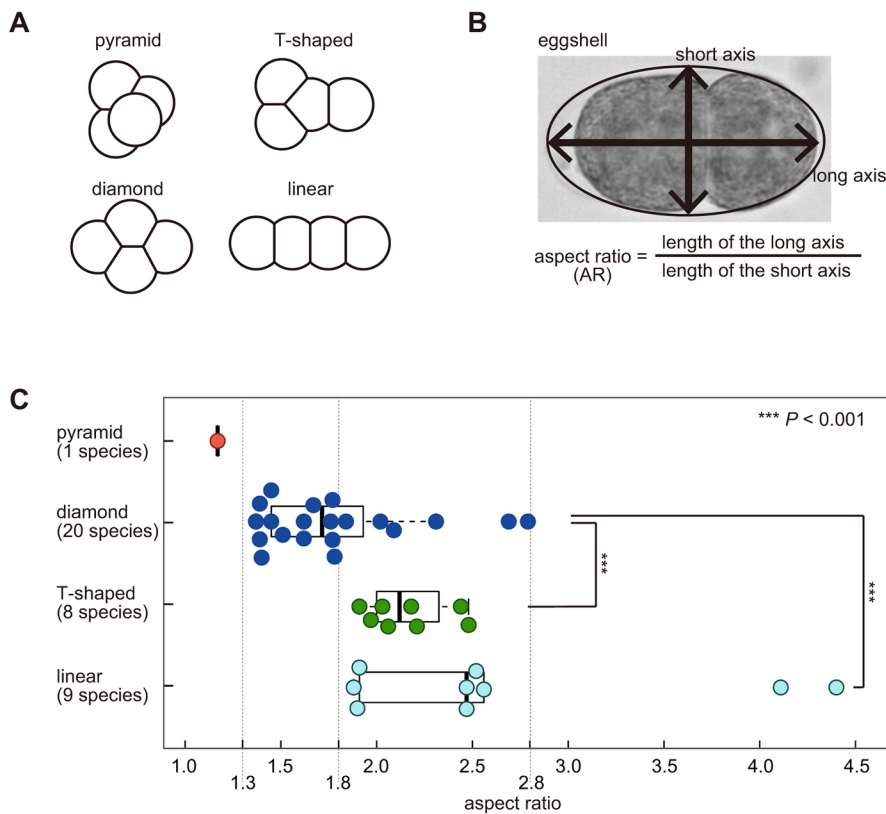 A
pyramid
T-shaped
diamond
linear
B
eggshell
short axis
long axis
aspect ratio = length of the long axis
(AR) length of the short axis
C
*** P < 0.001
pyramid
(1 species)
diamond
(20 species)
T-shaped
(8 species)
linear
(9 species)
***
***
1.0 1.5 2.0 2.5 3.0 3.5 4.0 4.5
1.3 1.8 2.8
aspect ratio